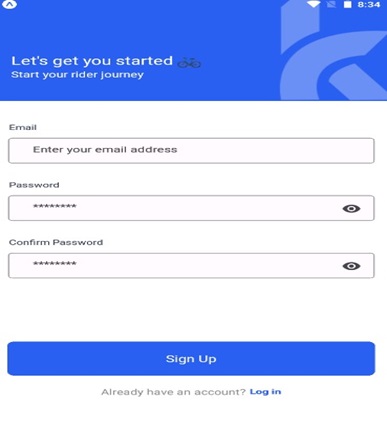 8:34
Let's get you started
Start your rider journey
Email
Enter your email address
Password
********
Confirm Password
********
Sign Up
Already have an account? Log in